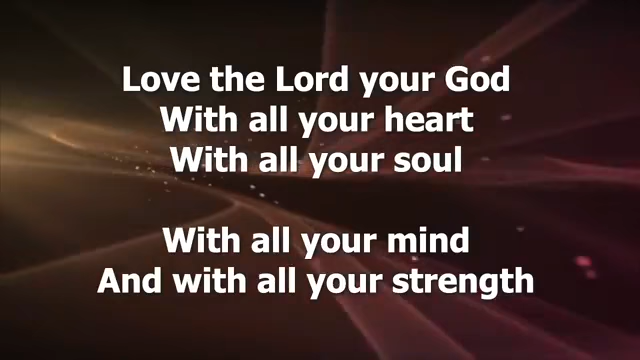 Love the Lord your God
With all your heart
With all your soul
With all your mind
And with all your strength